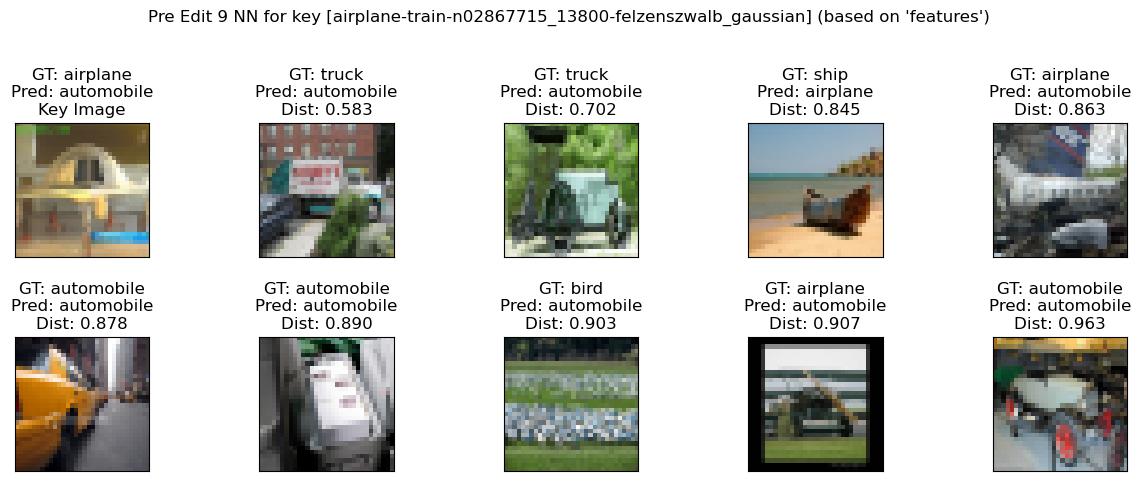 Pre Edit 9 NN for key [airplane-train-n02867715_13800-felzenszwalb_gaussian] (based on 'features')
GT: airplane
Pred: automobile
Key Image
GT: truck
Pred: automobile
Dist: 0.583
GT: truck
Pred: automobile
Dist: 0.702
GT: ship
Pred: airplane
Dist: 0.845
GT: airplane
Pred: automobile
Dist: 0.863
GT: automobile
Pred: automobile
Dist: 0.878
GT: automobile
Pred: automobile
Dist: 0.890
GT: bird
Pred: automobile
Dist: 0.903
GT: airplane
Pred: automobile
Dist: 0.907
GT: automobile
Pred: automobile
Dist: 0.963